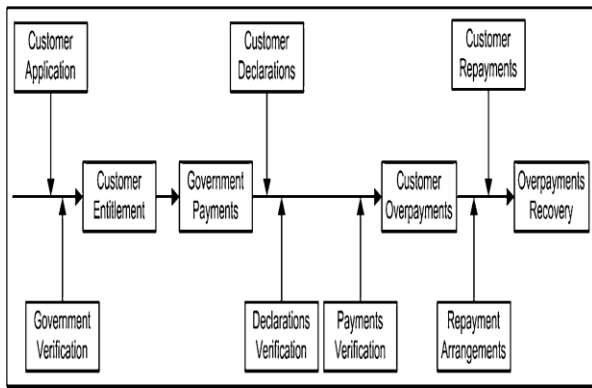 Customer
Application
Customer
Declarations
Customer
Repayments
Customer
Entitlement
Government
Payments
Customer
Overpayments
Overpayments
Recovery
Government
Verification
Declarations
Verification
Payments
Verification
Repayment
Arrangements